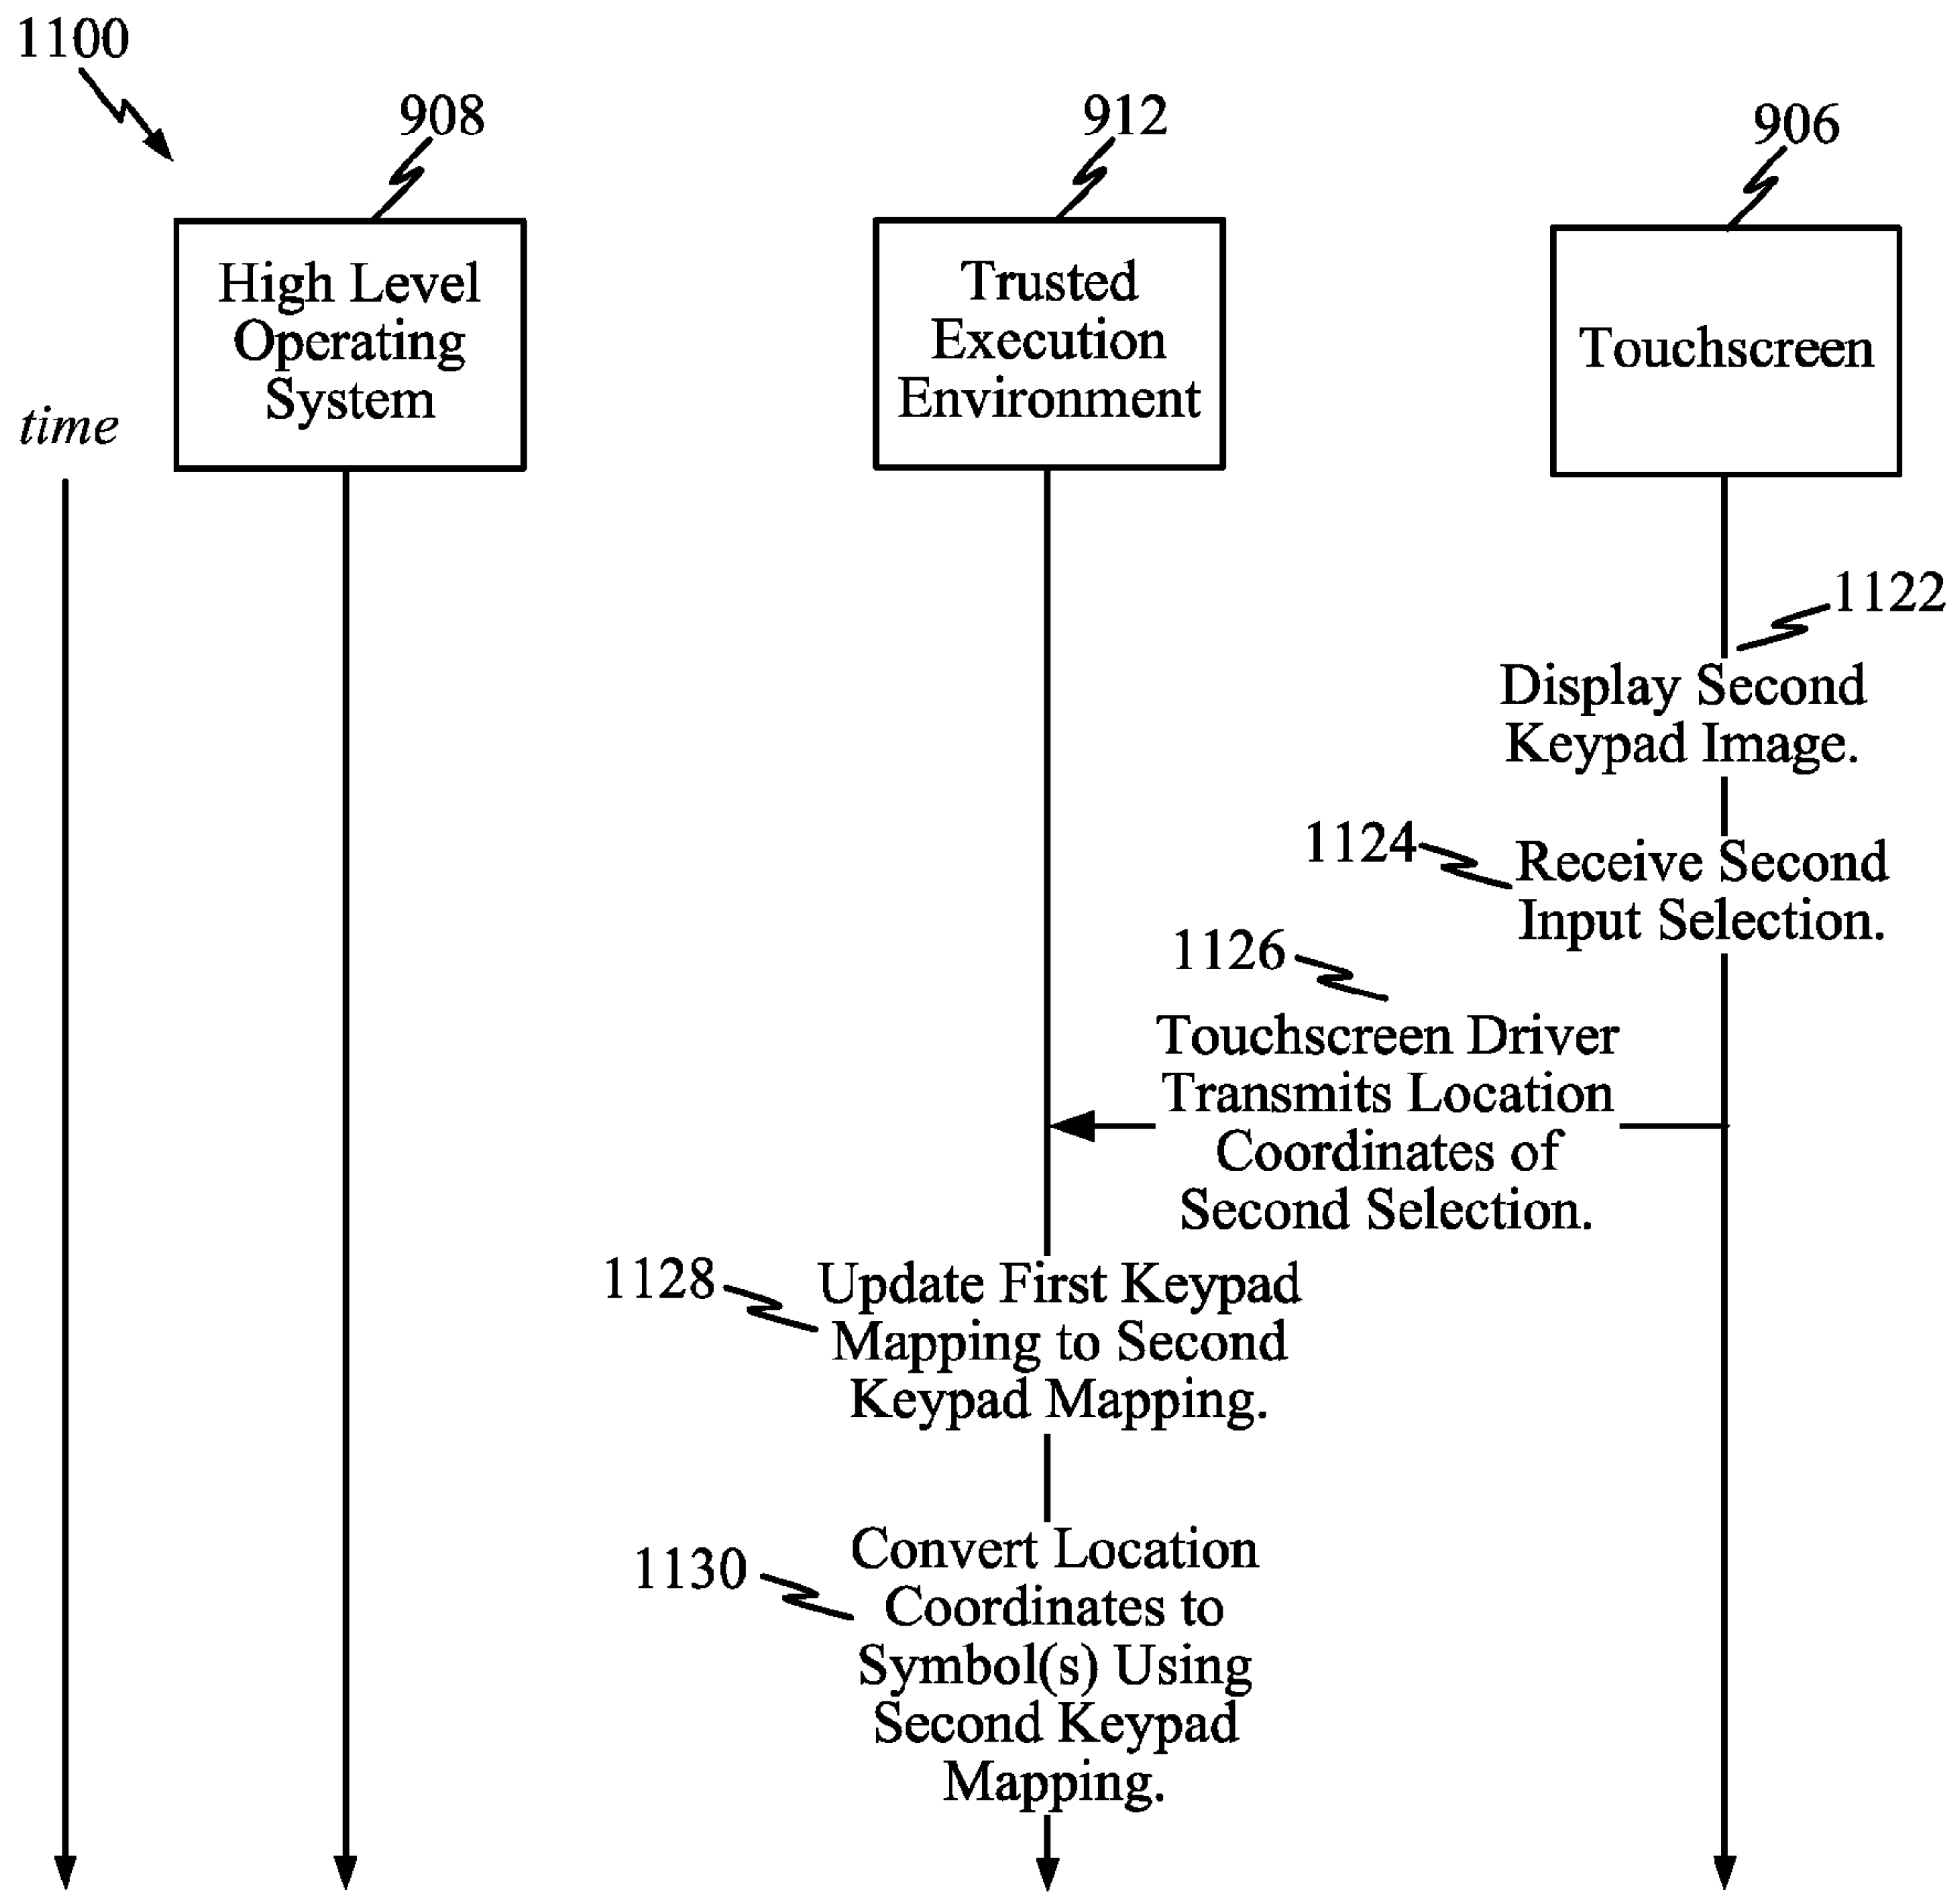 1100
908
912
906
High Level
Operating
System
Trusted
Execution
Environment
Touchscreen
time
1122
Display Second
Keypad Image.
1124
Receive Second
Input Selection.
1126
Touchscreen Driver
Transmits Location
Coordinates of
Second Selection.
1128
Update First Keypad
Mapping to Second
Keypad Mapping.
1130
Convert Location
Coordinates to
Symbol(s) Using
Second Keypad
Mapping.